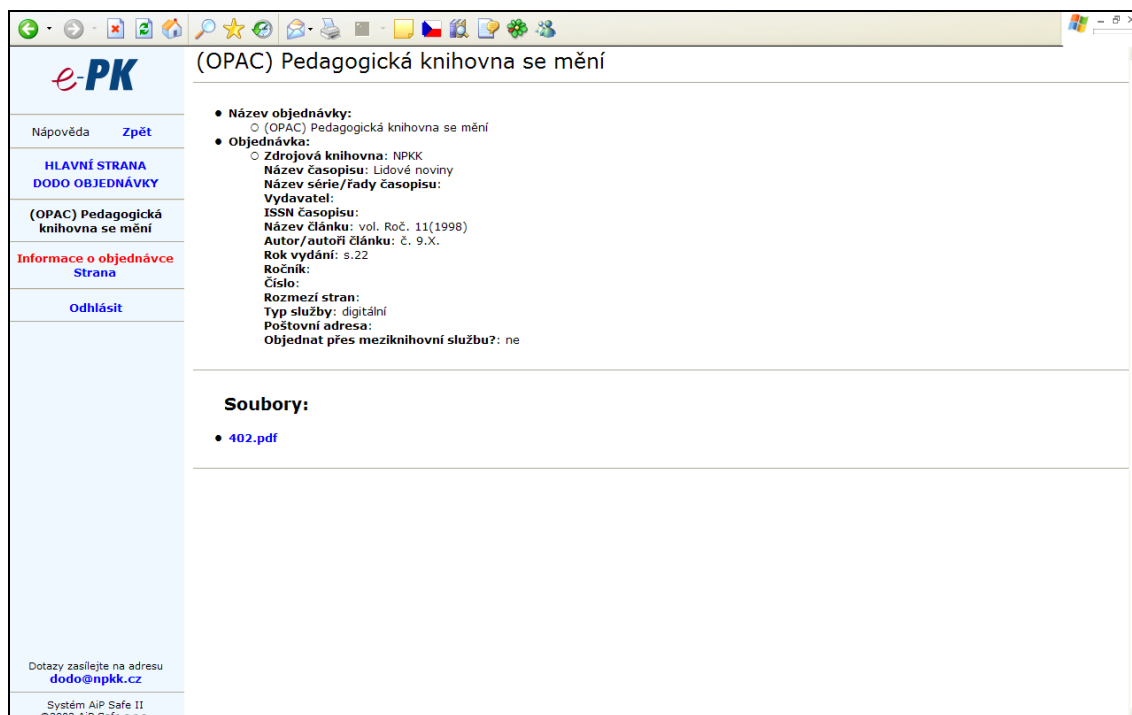 e-PK
Nápověda Zpět
HLAVNÍ STRANA
DODO OBJEDNÁVKY
(OPAC) Pedagogická
knihovna se mění
Informace o objednávce
Strana
Odhlásit
Dotazy zasílejte na adresu
dodo@npkk.cz
Systém AiP Safe II
(OPAC) Pedagogická knihovna se mění
Název objednávky:
(OPAC) Pedagogická knihovna se mění
Objednávka:
Zdrojová knihovna: NPKK
Název časopisu: Lidové noviny
Název série/řady časopisu:
Vydavatel:
ISSN časopisu:
Název článku: vol. Roč. 11(1998)
Autor/autoři článku: č. 9.X.
Rok vydání: s.22
Ročník:
Číslo:
Rozmezí stran:
Typ služby: digitální
Poštovní adresa:
Objednat přes meziknihovní službu?: ne
Soubory:
402.pdf